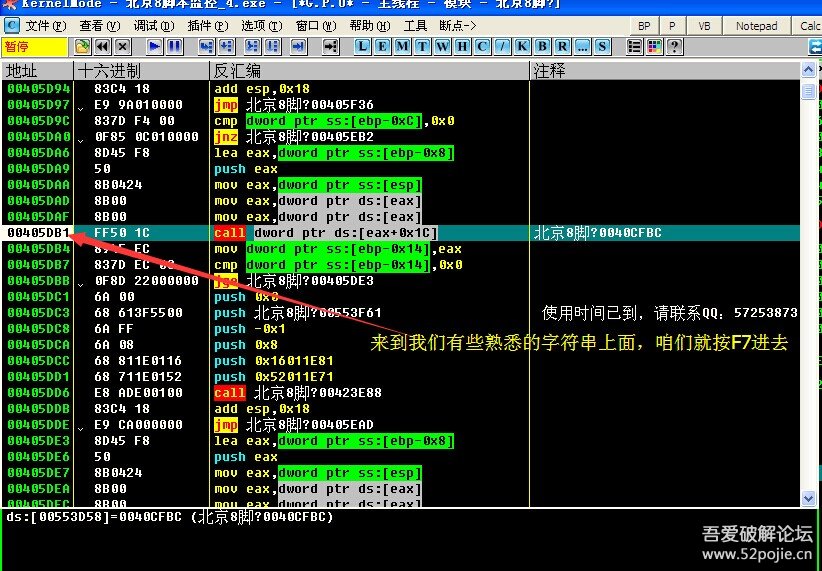 KernelMode - 北京8脚本监控_4.exe - [*G.P.U* - 主线程 - 模块 - 北京8脚?]
文件(F) 查看(V) 调试(D) 插件(P) 选项(T) 窗口(W) 帮助(H) 工具 断点-> BP P VB Notepad Calc
暂停 L E M T W H C / K B R ... S ?
地址 十六进制 反汇编 注释
00405D94 83C4 18 add esp,0x18
00405D97 E9 9A010000 jmp 北京8脚?00405F36
00405D9C 837D F4 00 cmp dword ptr ss:[ebp-0xC],0x0
00405DA0 0F85 0C010000 jnz 北京8脚?00405EB2
00405DA6 8D45 F8 lea eax,dword ptr ss:[ebp-0x8]
00405DA9 50 push eax
00405DAA 8B0424 mov eax,dword ptr ss:[esp]
00405DAD 8B00 mov eax,dword ptr ds:[eax]
00405DAF 8B00 mov eax,dword ptr ds:[eax]
00405DB1 FF50 1C call dword ptr ds:[eax+0x1C] 北京8脚?0040CFBC
00405DB4 EC mov dword ptr ss:[ebp-0x14],eax
00405DB7 837D EC cmp dword ptr ss:[ebp-0x14],0x0
00405DBB 0F8D 22000000 jge 北京8脚?00405DE3
00405DC1 6A 00 push
00405DC3 68 613F5500 push 北京8脚?00553F61 使用时间已到，请联系QQ：57253873
00405DC8 6A FF push -0x1
00405DCA 6A 08 push 0x8
来到我们有些熟悉的字符串上面，咱们就按F7进去
00405DCC 68 811E0116 push 0x16011E81
00405DD1 68 711E0152 push 0x52011E71
00405DD6 E8 ADE00100 call 北京8脚?00423E88
00405DDB 83C4 18 add esp,0x18
00405DDE E9 CA000000 jmp 北京8脚?00405EAD
00405DE3 8D45 F8 lea eax,dword ptr ss:[ebp-0x8]
00405DE6 50 push eax
00405DE7 8B0424 mov eax,dword ptr ss:[esp]
00405DEA 8B00 mov eax,dword ptr ds:[eax]
00405DEC 8B00 mov eax,dword ptr ds:[eax]
ds:[00553D58]=0040CFBC (北京8脚?0040CFBC)
吾爱破解论坛
www.52pojie.cn